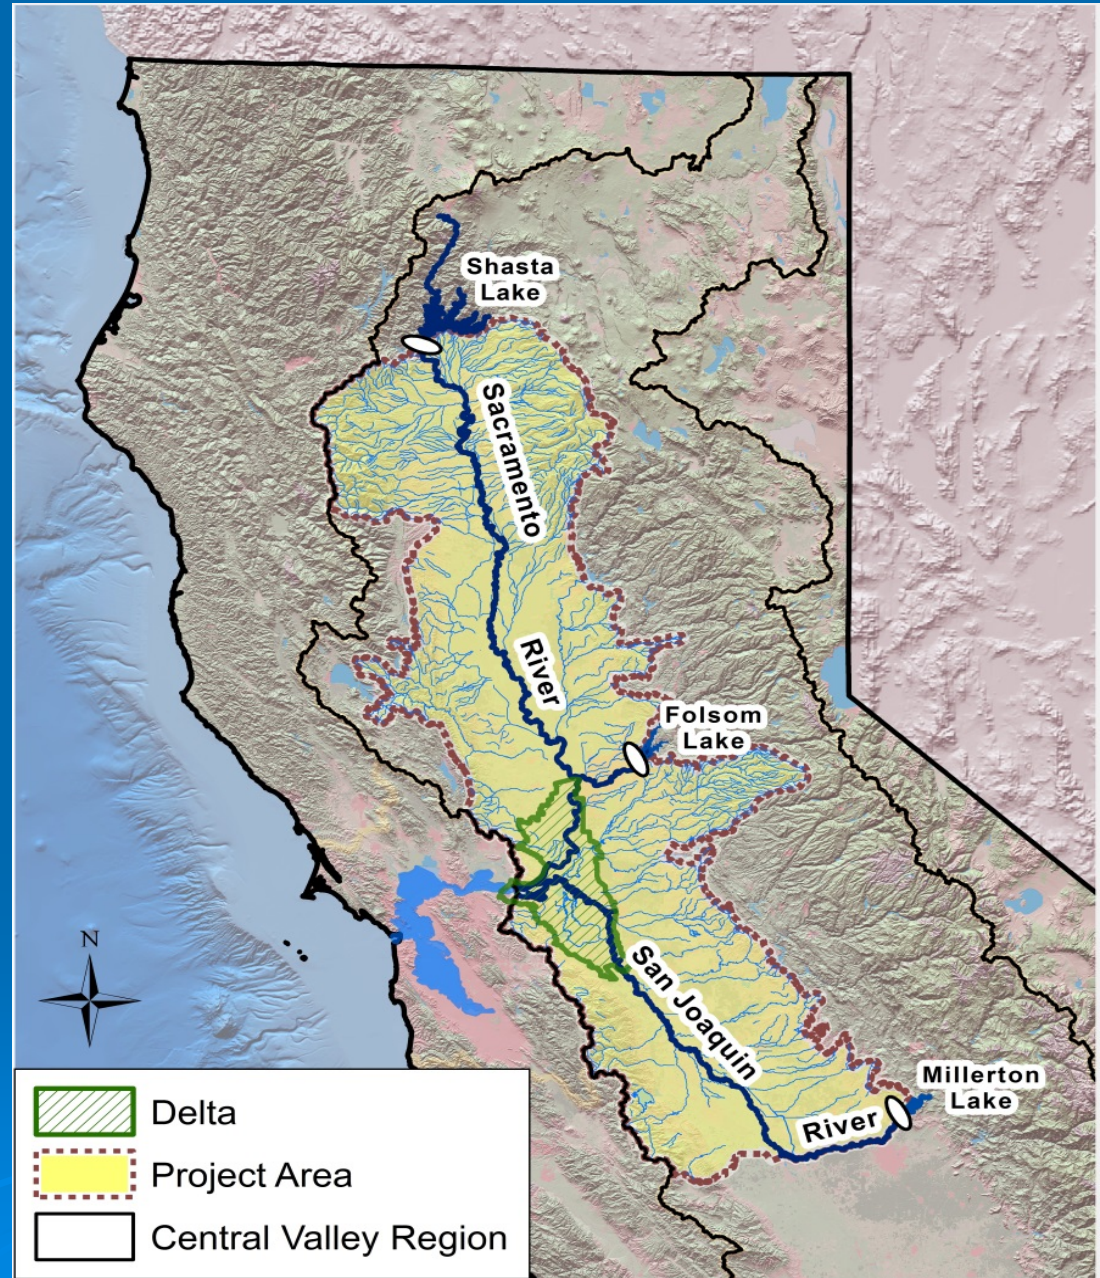 Shasta
Lake
Sacramento
River
Folsom
Lake
N
San Joaquin
River
Millerton
Lake
Delta
Project Area
Central Valley Region